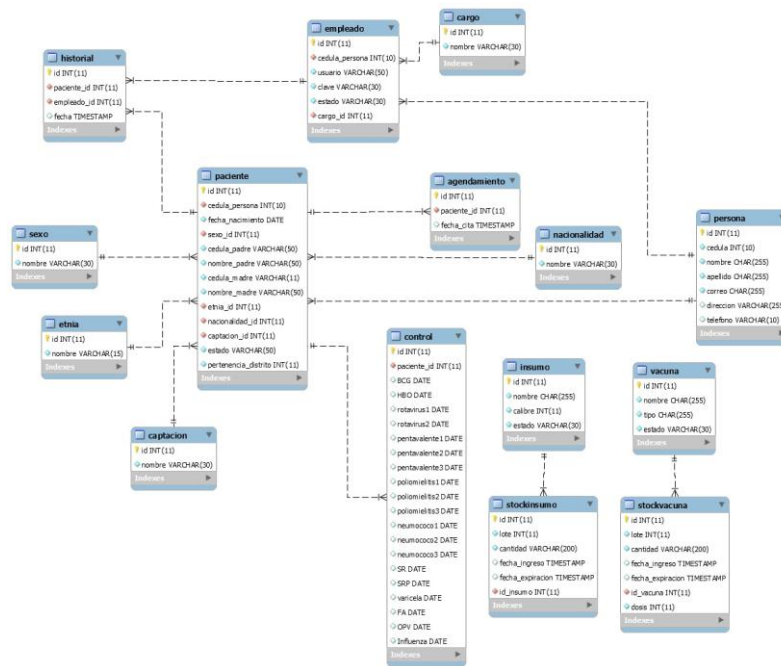 cargo
id INT(11)
nombre VARCHAR(30)
Indexes
empleado
id INT(11)
cedula_persona INT(10)
usuario VARCHAR(50)
clave VARCHAR(30)
estado VARCHAR(30)
cargo_id INT(11)
Indexes
historial
id INT(11)
paciente_id INT(11)
empleado_id INT(11)
fecha TIMESTAMP
Indexes
paciente
id INT(11)
cedula_persona INT(10)
fecha_nacimiento DATE
sexo_id INT(11)
cedula_padre VARCHAR(50)
nombre_padre VARCHAR(50)
cedula_madre VARCHAR(11)
nombre_madre VARCHAR(50)
etnia_id INT(11)
nacionalidad_id INT(11)
captacion_id INT(11)
estado VARCHAR(50)
pertenencia_distrito INT(11)
Indexes
agendamiento
id INT(11)
paciente_id INT(11)
fecha_cita TIMESTAMP
Indexes
sexo
id INT(11)
nombre VARCHAR(30)
Indexes
nacionalidad
id INT(11)
nombre VARCHAR(30)
Indexes
persona
id INT(11)
cedula INT(10)
nombre CHAR(255)
apellido CHAR(255)
correo CHAR(255)
direccion VARCHAR(255)
telefono VARCHAR(10)
Indexes
etnia
id INT(11)
nombre VARCHAR(15)
Indexes
captacion
id INT(11)
nombre VARCHAR(30)
Indexes
control
id INT(11)
paciente_id INT(11)
BCG DATE
HBO DATE
rotavirus1 DATE
rotavirus2 DATE
pentavalente1 DATE
pentavalente2 DATE
pentavalente3 DATE
poliomielits1 DATE
poliomielits2 DATE
poliomielits3 DATE
neumococo1 DATE
neumococo2 DATE
neumococo3 DATE
SR DATE
SRP DATE
varicela DATE
FA DATE
OPV DATE
Influenza DATE
Indexes
insumo
id INT(11)
nombre CHAR(255)
calibre INT(11)
estado VARCHAR(30)
Indexes
vacuna
id INT(11)
nombre CHAR(255)
tipo CHAR(255)
estado VARCHAR(30)
Indexes
stockinsumo
id INT(11)
lote INT(11)
cantidad VARCHAR(200)
fecha_ingreso TIMESTAMP
fecha_expiracion TIMESTAMP
id_insumo INT(11)
Indexes
stockvacuna
id INT(11)
lote INT(11)
cantidad VARCHAR(200)
fecha_ingreso TIMESTAMP
fecha_expiracion TIMESTAMP
id_vacuna INT(11)
dosis INT(11)
Indexes